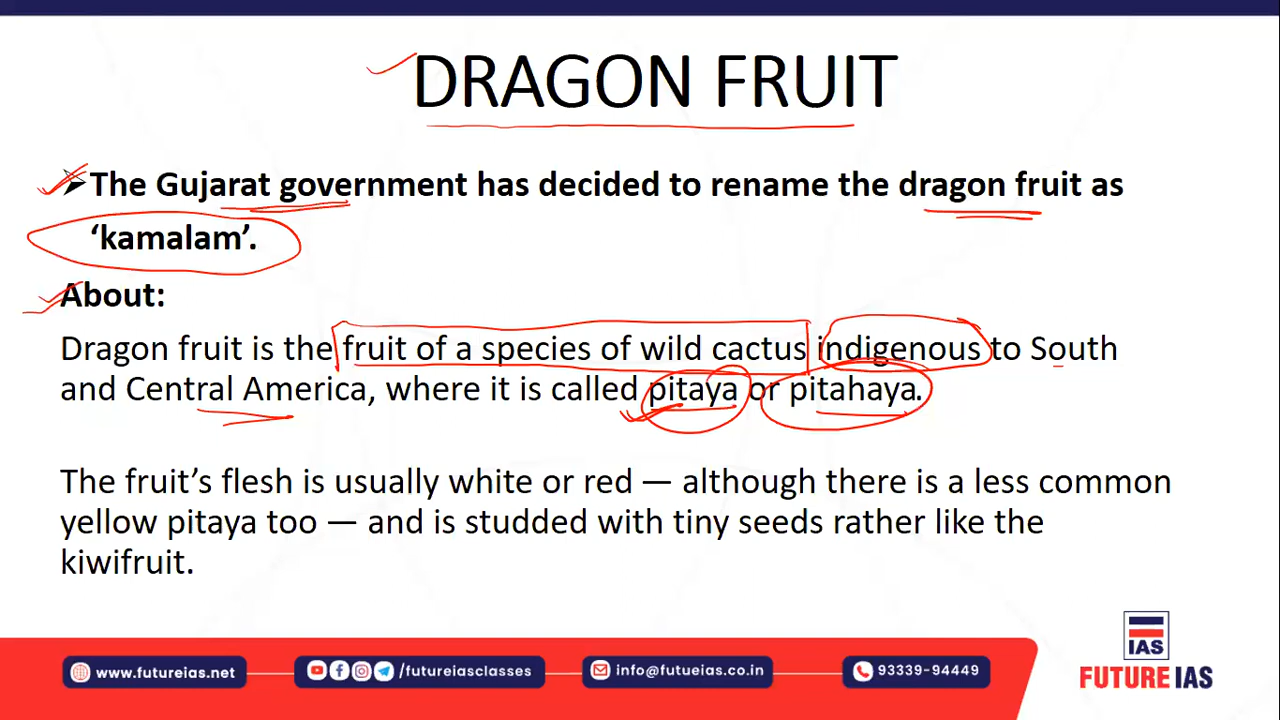 DRAGON FRUIT
➤The Gujarat government has decided to rename the dragon fruit as
‘kamalam’.
About:
Dragon fruit is the fruit of a species of wild cactus indigenous to South
and Central America, where it is called pitaya or pitahaya.
The fruit’s flesh is usually white or red — although there is a less common
yellow pitaya too — and is studded with tiny seeds rather like the
kiwifruit.
IAS
www.futureias.net
/futureiasclasses
info@futueias.co.in
93339-94449
FUTURE IAS